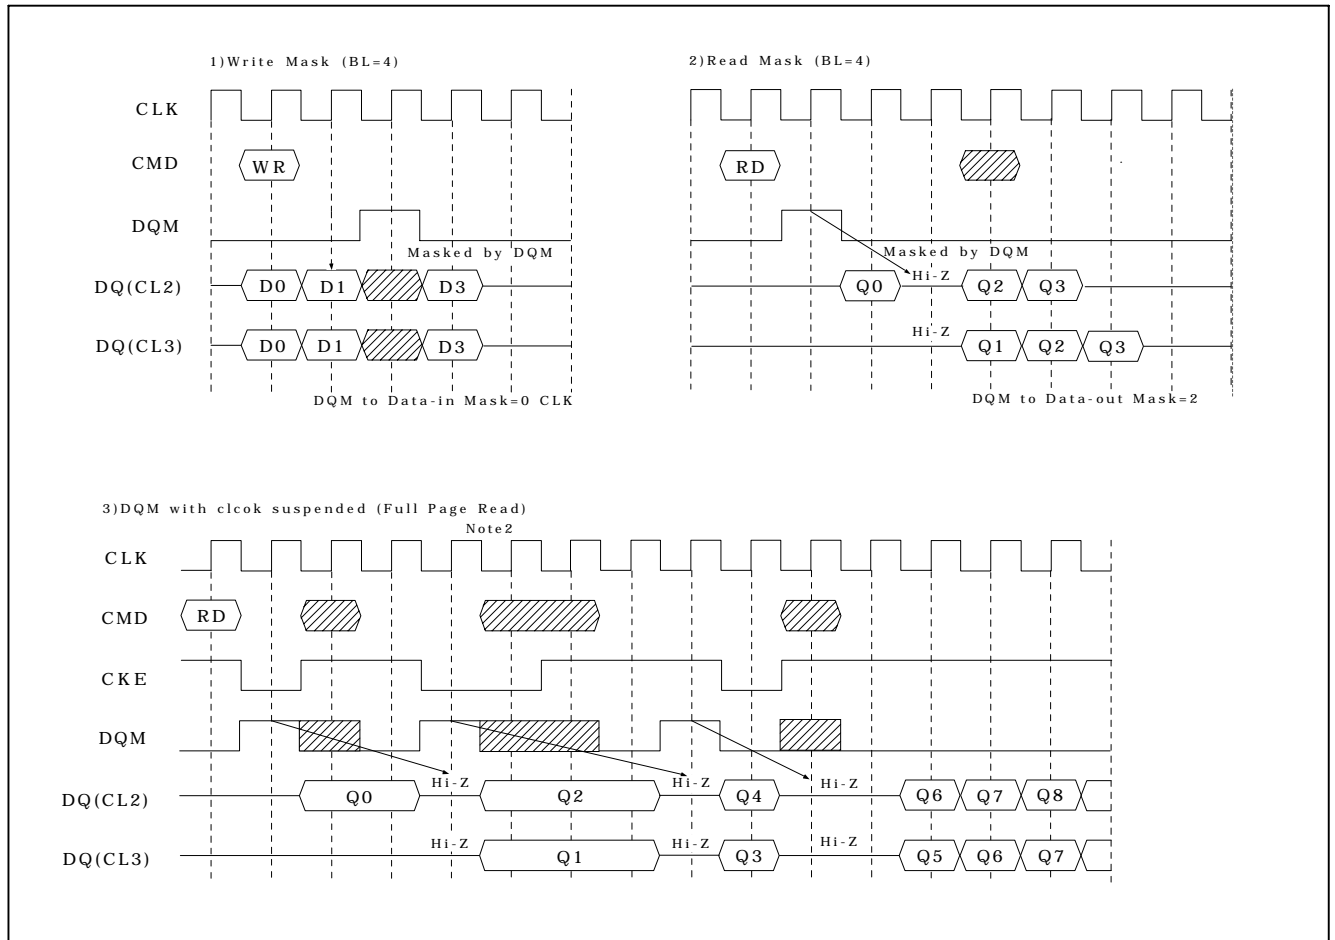 1)Write Mask (BL=4)
2)Read Mask (BL=4)
CLK
CMD
WR
RD
DQM
Masked by DQM
Masked by DQM
Hi-Z
DQ(CL2)
D0 D1 D3
Q0 Q2 Q3
Hi-Z
DQ(CL3)
D0 D1 D3
Q1 Q2 Q3
DQM to Data-in Mask=0 CLK
DQM to Data-out Mask=2
3)DQM with clcok suspended (Full Page Read)
Note2
CLK
CMD
RD
CKE
DQM
Hi-Z Hi-Z Hi-Z
DQ(CL2)
Q0 Q2 Q4 Q6 Q7 Q8
Hi-Z Hi-Z Hi-Z
DQ(CL3)
Q1 Q3 Q5 Q6 Q7